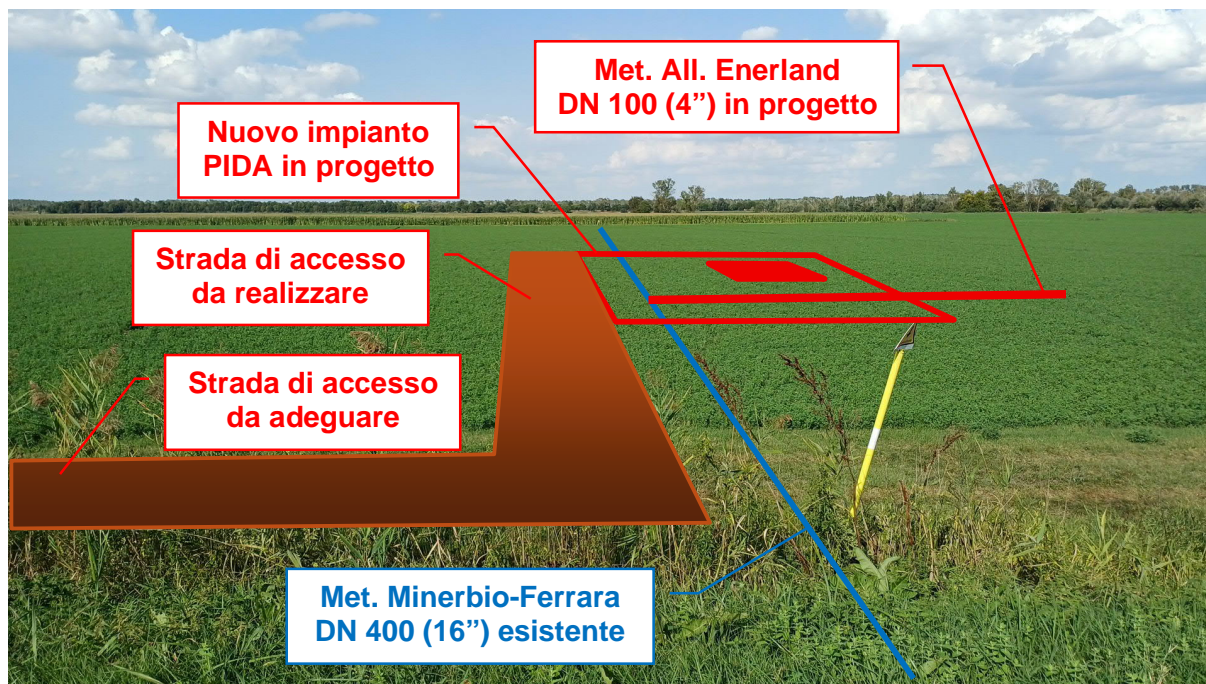 Met. All. Enerland
DN 100 (4”) in progetto
Nuovo impianto
PIDA in progetto
Strada di accesso
da realizzare
Strada di accesso
da adeguare
Met. Minerbio-Ferrara
DN 400 (16”) esistente